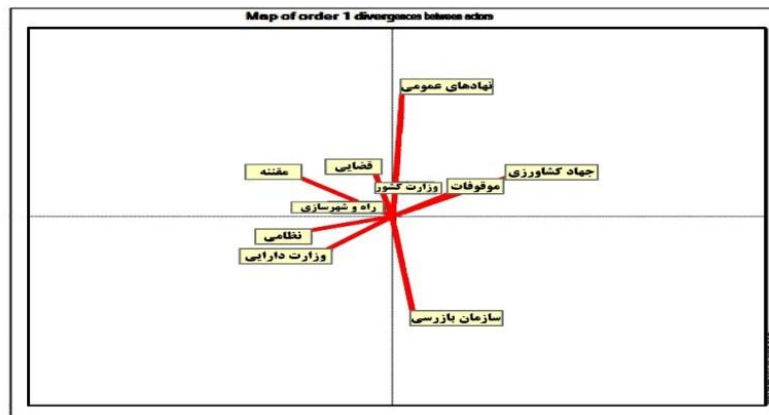 Map of order 1 divergences between actors
نهادهای عمومی
قضایی
مقننه
جهاد کشاورزی
وزارت کشور
موقوفات
راه و شهرسازی
نظامی
وزارت دارایی
سازمان بازرسی